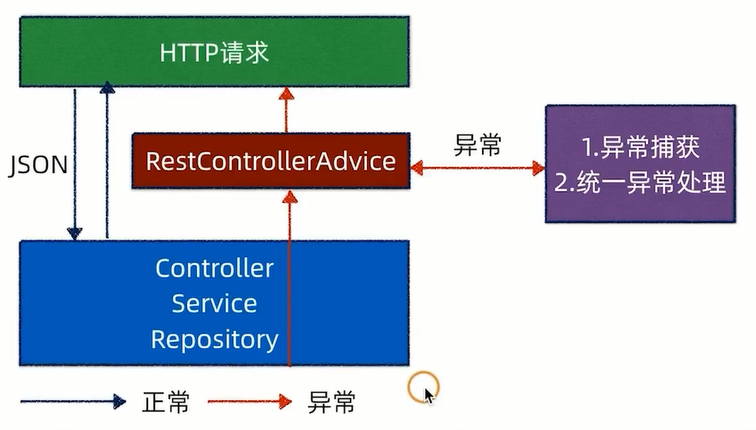 HTTP请求
JSON
RestControllerAdvice
异常
1.异常捕获
2.统一异常处理
Controller
Service
Repository
正常
异常